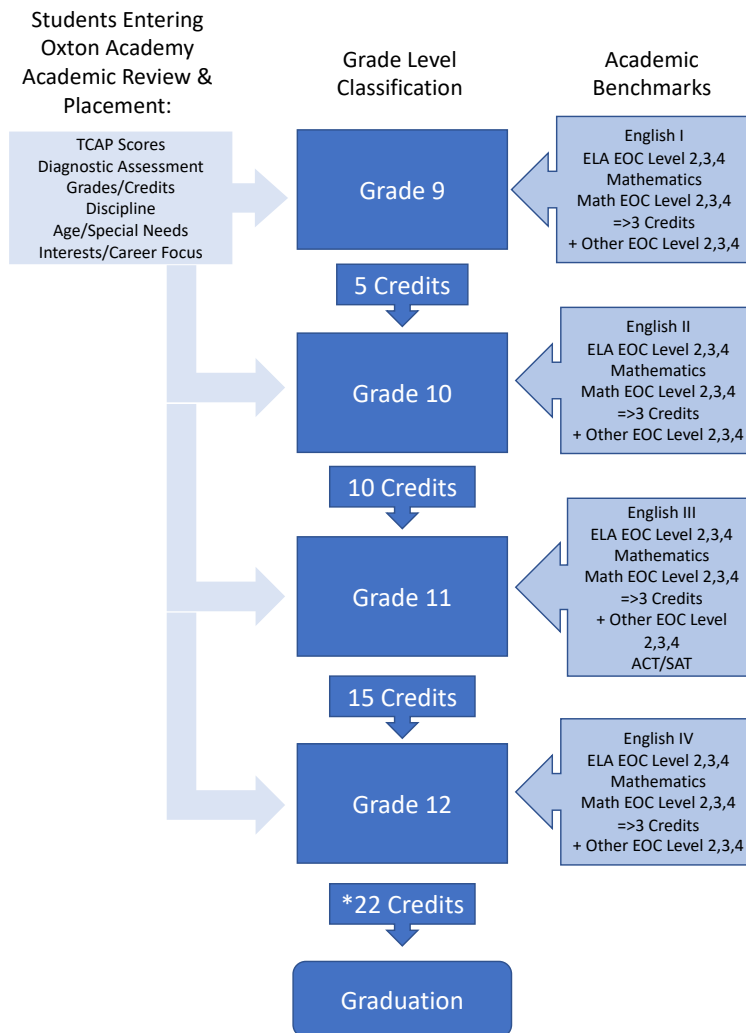 Students Entering
Oxton Academy
Academic Review &
Placement:
Grade Level
Classification
Academic
Benchmarks
TCAP Scores
Diagnostic Assessment
Grades/Credits
Discipline
Age/Special Needs
Interests/Career Focus
Grade 9
English I
ELA EOC Level 2,3,4
Mathematics
Math EOC Level 2,3,4
=>3 Credits
+ Other EOC Level 2,3,4
5 Credits
Grade 10
English II
ELA EOC Level 2,3,4
Mathematics
Math EOC Level 2,3,4
=>3 Credits
+ Other EOC Level 2,3,4
10 Credits
Grade 11
English III
ELA EOC Level 2,3,4
Mathematics
Math EOC Level 2,3,4
=>3 Credits
+ Other EOC Level
2,3,4
ACT/SAT
15 Credits
Grade 12
English IV
ELA EOC Level 2,3,4
Mathematics
Math EOC Level 2,3,4
=>3 Credits
+ Other EOC Level 2,3,4
*22 Credits
Graduation